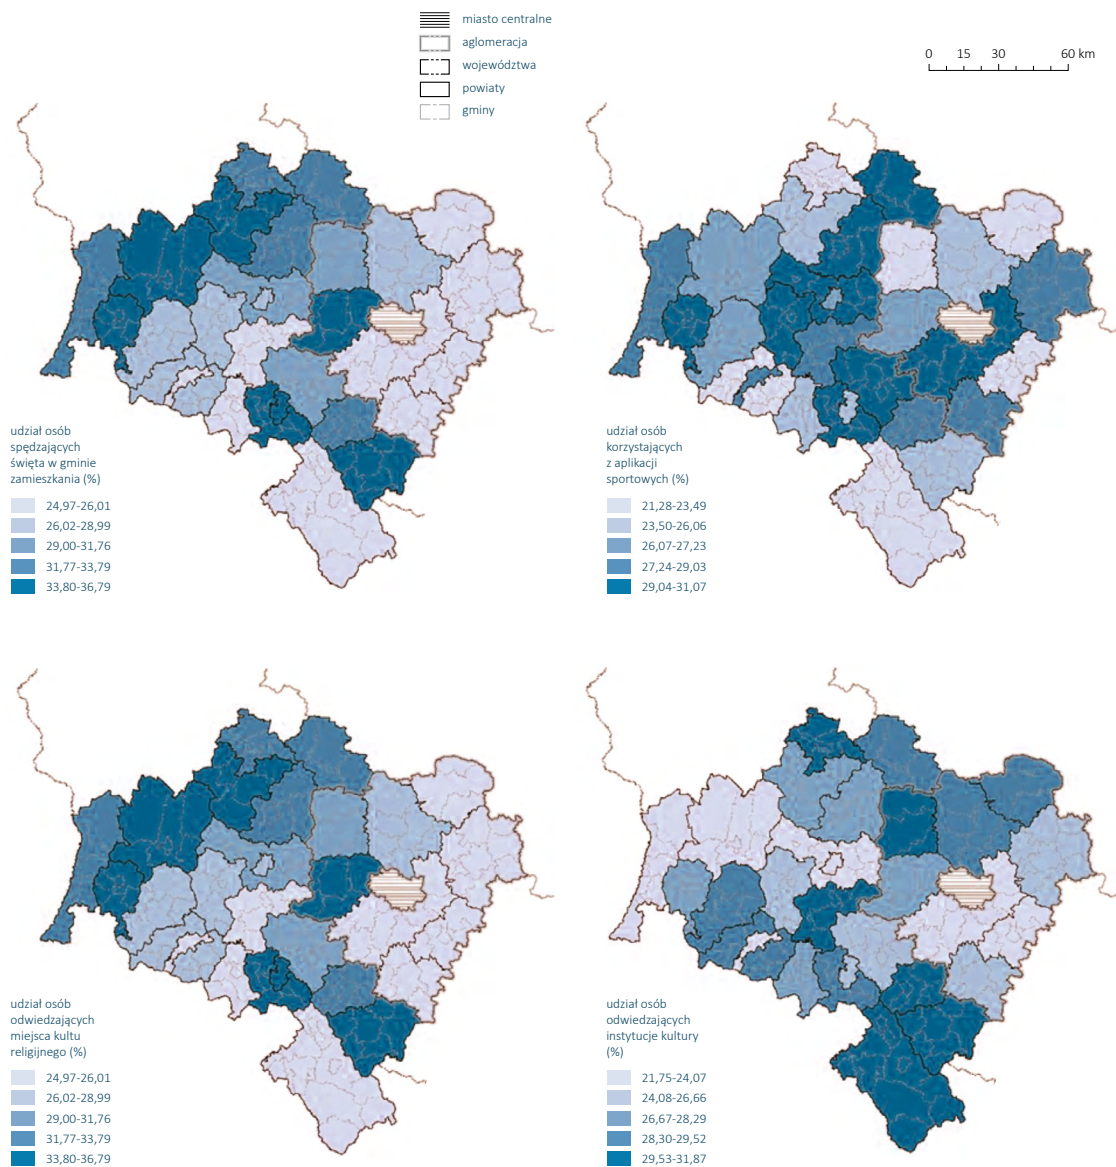 miasto centralne
aglomeracja
województwa
powiaty
gminy
0 15 30 60 km
udział osób
spędzających
święta w gminie
zamieszkania (%)
24,97-26,01
26,02-28,99
29,00-31,76
31,77-33,79
33,80-36,79
udział osób
korzystających
z aplikacji
sportowych (%)
21,28-23,49
23,50-26,06
26,07-27,23
27,24-29,03
29,04-31,07
udział osób
odwiedzających
miejsca kultu
religijnego (%)
24,97-26,01
26,02-28,99
29,00-31,76
31,77-33,79
33,80-36,79
udział osób
odwiedzających
instytucje kultury
(%)
21,75-24,07
24,08-26,66
26,67-28,29
28,30-29,52
29,53-31,87